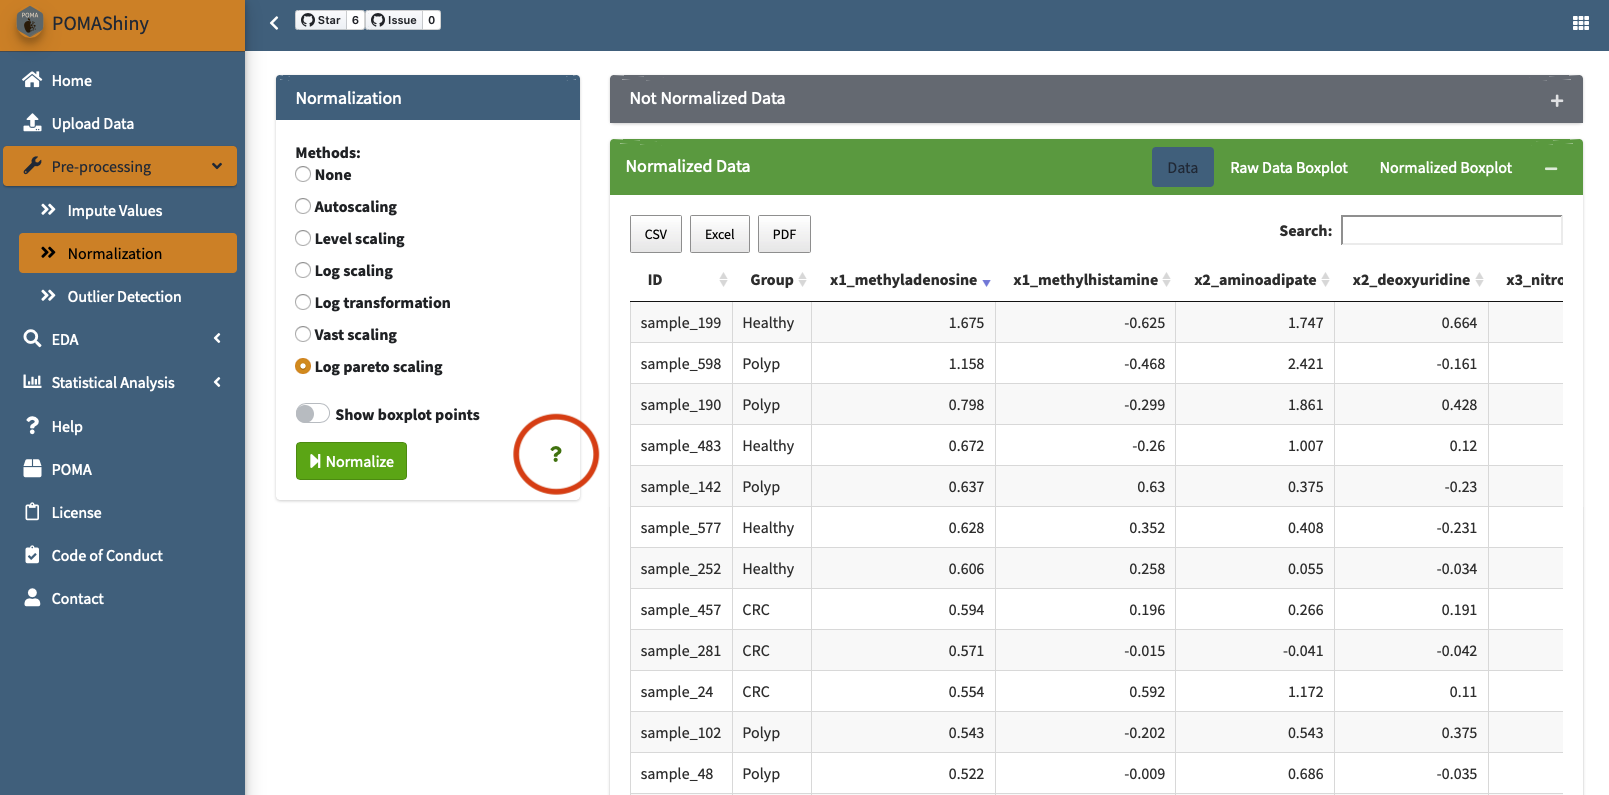 POMA
POMAShiny
Star 6 Issue 0
Home
Upload Data
Pre-processing
Impute Values
Normalization
Outlier Detection
EDA
Statistical Analysis
Help
POMA
License
Code of Conduct
Contact
Normalization
Methods:
None
Autoscaling
Level scaling
Log scaling
Log transformation
Vast scaling
Log pareto scaling
Show boxplot points
Normalize
?
Not Normalized Data
Normalized Data Data Raw Data Boxplot Normalized Boxplot
CSV Excel PDF Search:
ID Group x1_methyladenosine x1_methylhistamine x2_aminoadipate x2_deoxyuridine x3_nitro
sample_199 Healthy 1.675 -0.625 1.747 0.664
sample_598 Polyp 1.158 -0.468 2.421 -0.161
sample_190 Polyp 0.798 -0.299 1.861 0.428
sample_483 Healthy 0.672 -0.26 1.007 0.12
sample_142 Polyp 0.637 0.63 0.375 -0.23
sample_577 Healthy 0.628 0.352 0.408 -0.231
sample_252 Healthy 0.606 0.258 0.055 -0.034
sample_457 CRC 0.594 0.196 0.266 0.191
sample_281 CRC 0.571 -0.015 -0.041 -0.042
sample_24 CRC 0.554 0.592 1.172 0.11
sample_102 Polyp 0.543 -0.202 0.543 0.375
sample_48 Polyp 0.522 -0.009 0.686 -0.035